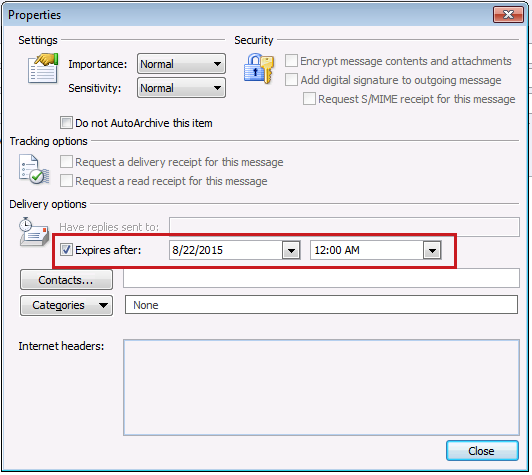 Properties
Settings
Security
Importance: Normal
Encrypt message contents and attachments
Sensitivity: Normal
Add digital signature to outgoing message
Request S/MIME receipt for this message
Do not AutoArchive this item
Tracking options
Request a delivery receipt for this message
Request a read receipt for this message
Delivery options
Have replies sent to:
Expires after: 8/22/2015 12:00 AM
Contacts...
Categories None
Internet headers:
Close